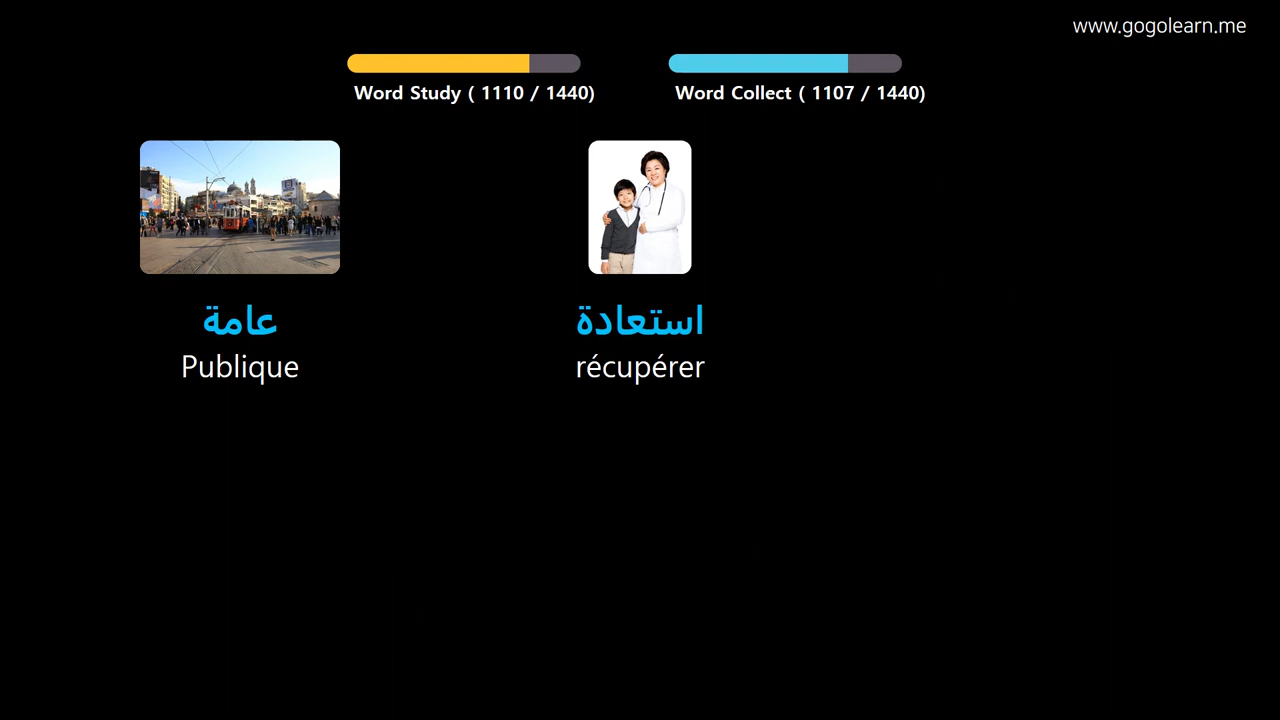 www.gogolearn.me
Word Study ( 1110 / 1440)
Word Collect ( 1107 / 1440)
عامة
Publique
استعادة
récupérer